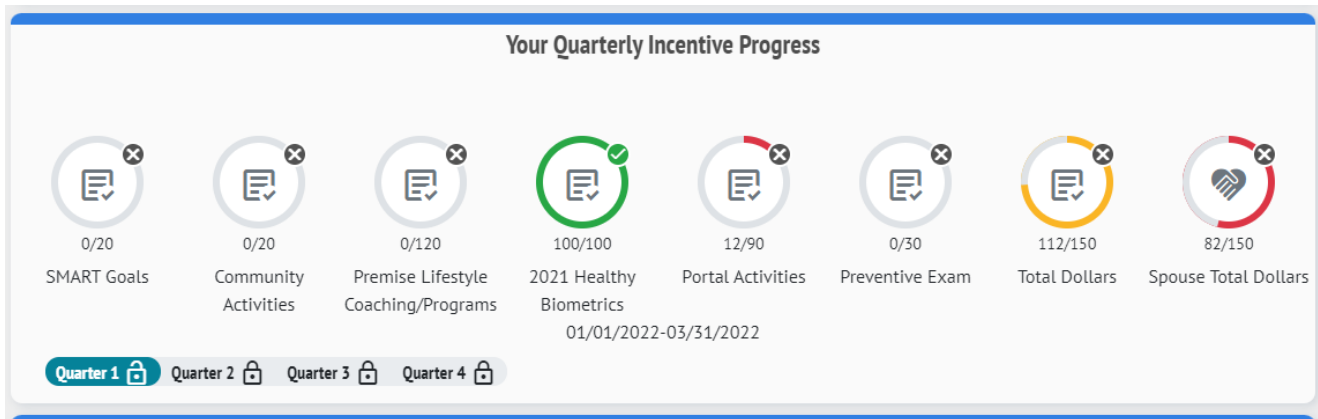 Your Quarterly Incentive Progress
0/20
0/20
0/120
100/100
12/90
0/30
112/150
82/150
SMART Goals
Community
Activities
Premise Lifestyle
Coaching/Programs
2021 Healthy
Biometrics
Portal Activities
Preventive Exam
Total Dollars
Spouse Total Dollars
01/01/2022-03/31/2022
Quarter 1
Quarter 2
Quarter 3
Quarter 4